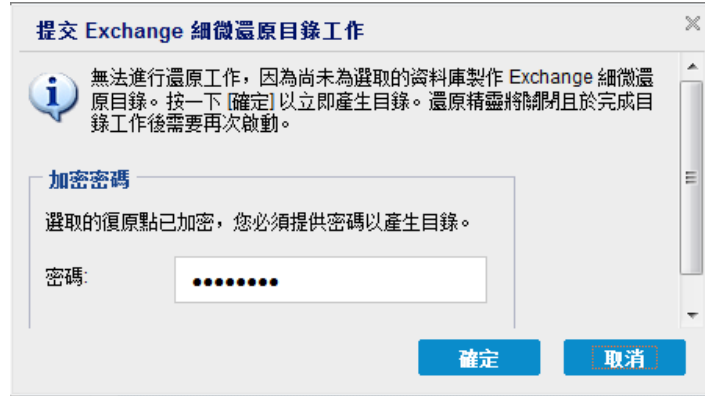 提交 Exchange 細微還原目錄工作
無法進行還原工作，因為尚未為選取的資料庫製作 Exchange 細微還
原目錄。按一下 [確定] 以立即產生目錄。還原精靈將關閉且於完成目
錄工作後需要再次啟動。
加密密碼
選取的復原點已加密，您必須提供密碼以產生目錄。
密碼: ●●●●●●●●
確定 取消